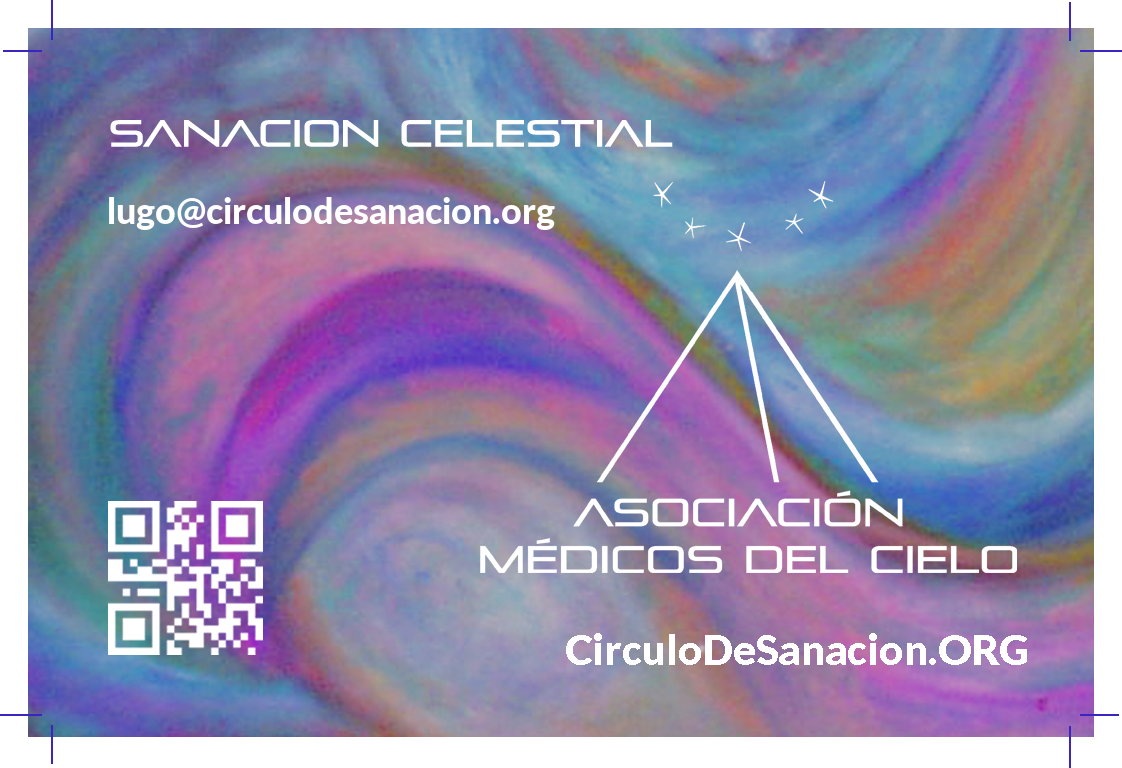 SANACION CELESTIAL
lugo@circulodesanacion.org
ASOCIACIÓN
MÉDICOS DEL CIELO
CirculoDeSanacion.ORG